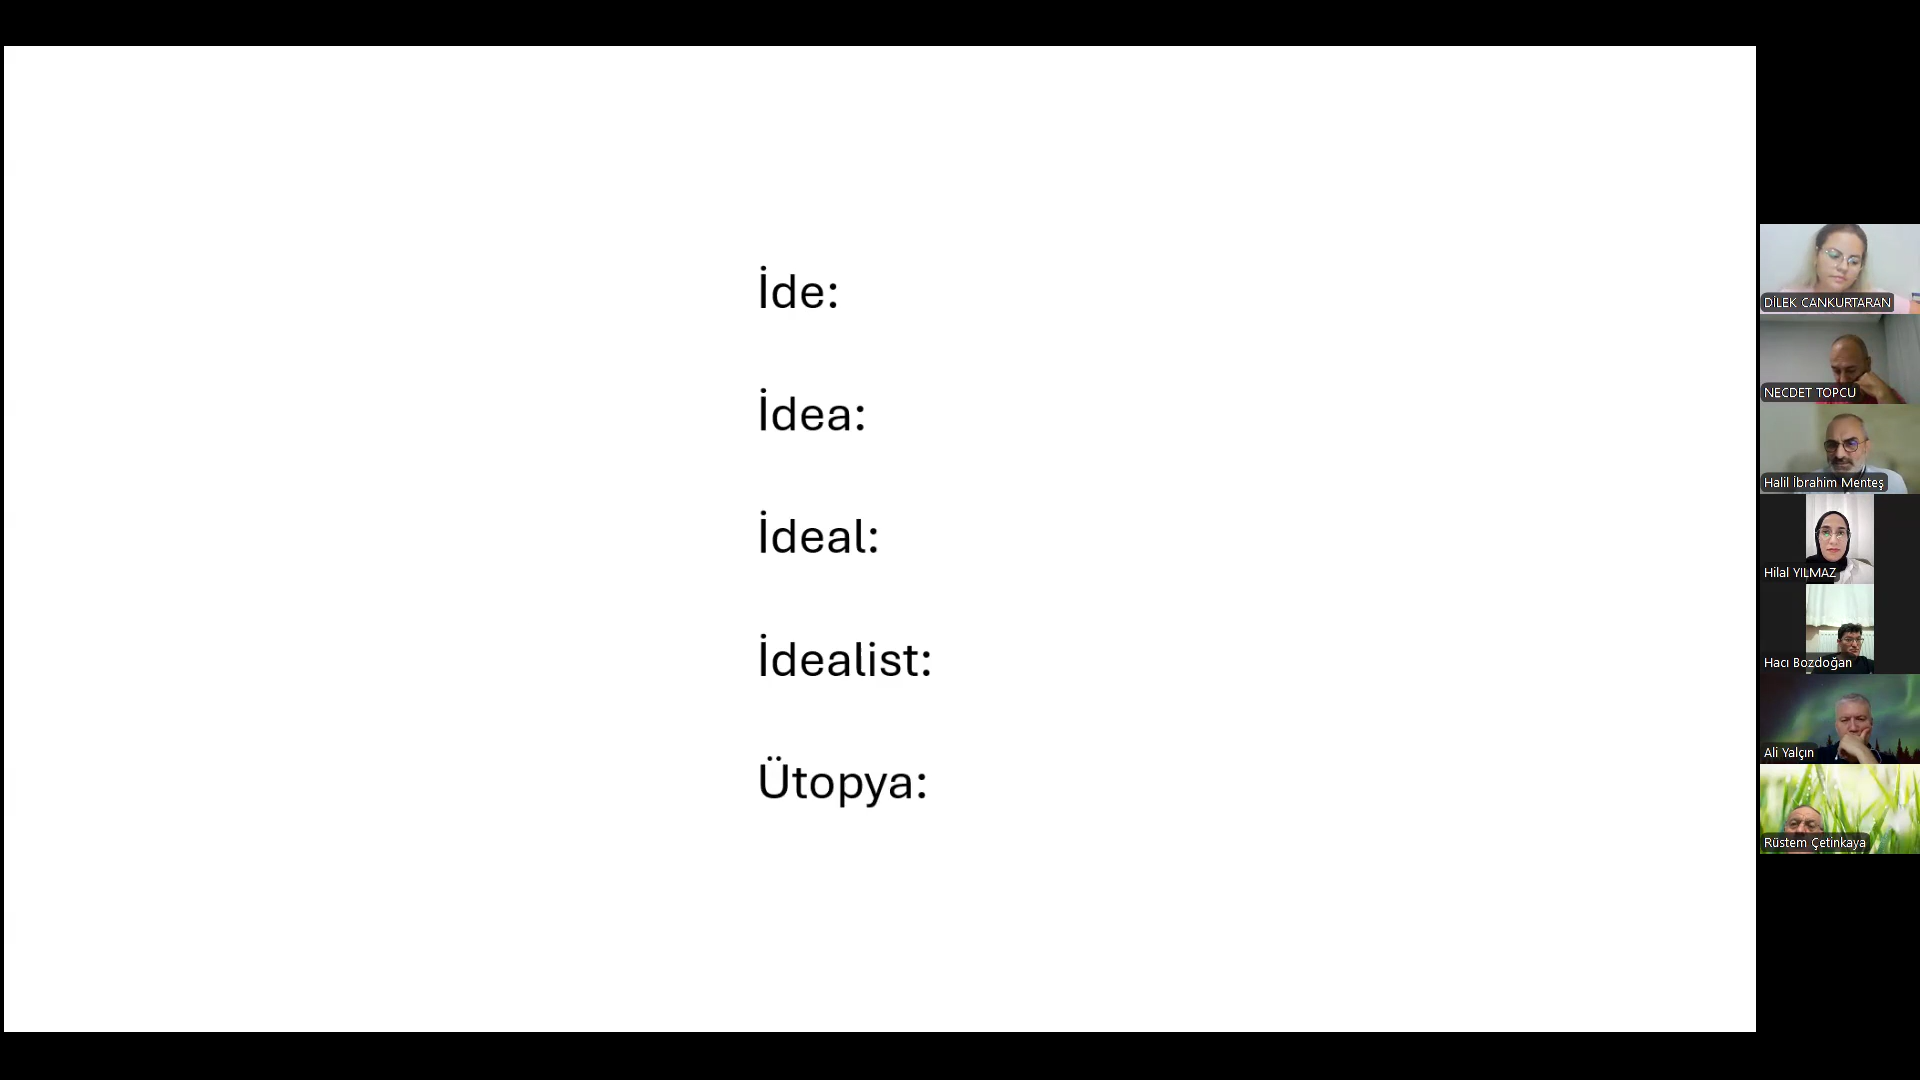 İde:
İdea:
İdeal:
İdealist:
Ütopya:
DİLEK CANKURTARAN
NECDET TOPCU
Halil İbrahim Menteş
Hilal YILMAZ
Hacı Bozdoğan
Ali Yalçın
Rüstem Çetinkaya